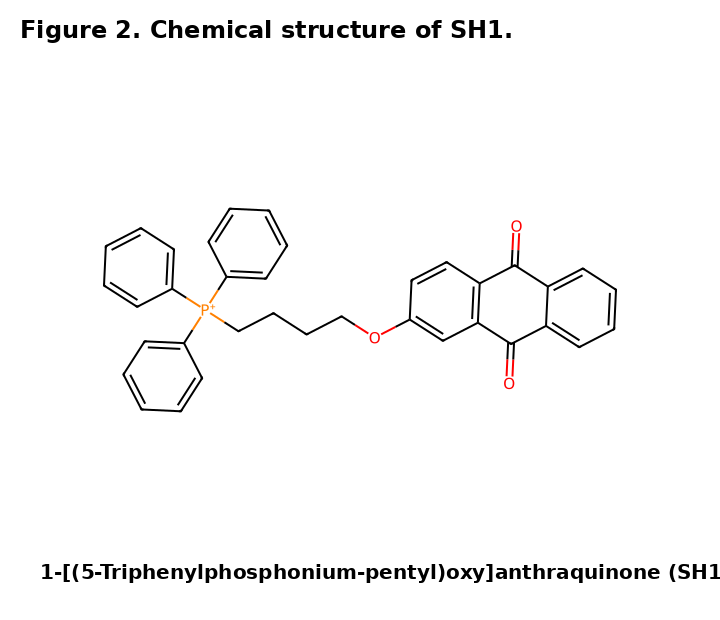 Figure 2. Chemical structure of SH1.
O
P+
O
O
1-[(5-Triphenylphosphonium-pentyl)oxy]anthraquinone (SH1